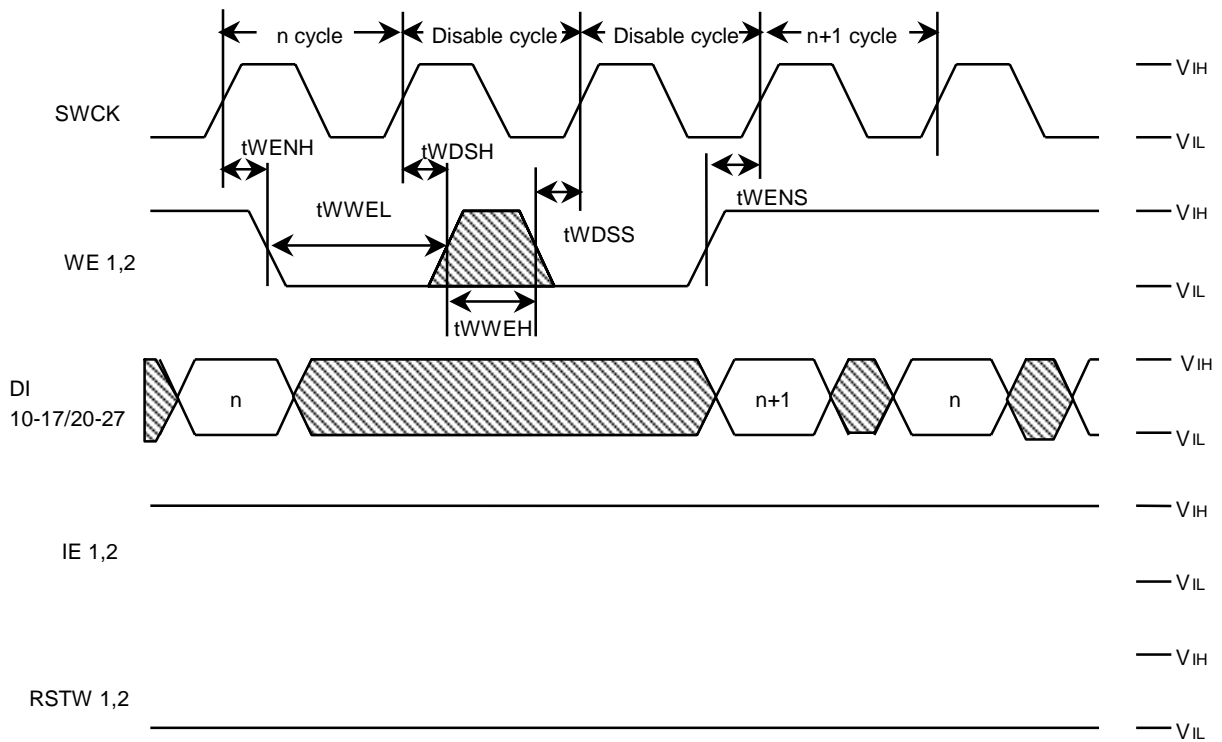 n cycle Disable cycle Disable cycle n+1 cycle
VIH
SWCK
VIL
tWENH tWDSH
tWENS
tWWEL
VIH
tWDSS
WE 1,2
VIL
tWWEH
VIH
DI
10-17/20-27
n n+1 n
VIL
VIH
IE 1,2
VIL
VIH
RSTW 1,2
VIL